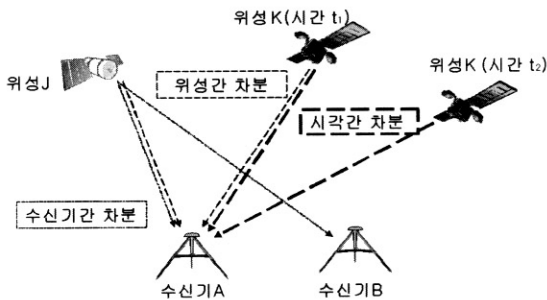 위성K(시간 t₁)
위성J
위성K (시간 t₂)
위성간 차분
시각간 차분
수신기간 차분
수신기A
수신기B